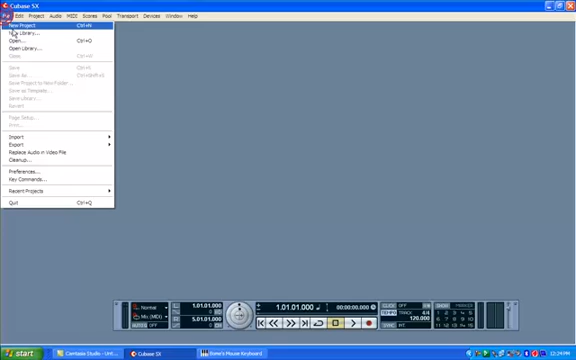 Cubase SX
File Edit Project Audio MIDI Scores Pool Transport Devices Window Help
New Project Ctrl+N
New Library...
Open... Ctrl+O
Open Library...
Close Ctrl+W
Save Ctrl+S
Save As... Ctrl+Shift+S
Save Project to New Folder...
Save as Template...
Save Library...
Revert
Page Setup...
Print...
Import
Export
Replace Audio in Video File
Cleanup...
Preferences...
Key Commands...
Recent Projects
Quit Ctrl+Q
Normal
Mix (MIDI)
AUTO Q OFF
1.01.01.000
5.01.01.000
1.01.01.000
00:00:00.000
CLICK OFF
TEMPO TRACK 4/4
120.000
SYNC INT.
SHOW MARKER
1 2 3 4 5
start
Camtasia Studio - Unt...
Cubase SX
Bome's Mouse Keyboard
12:24 PM